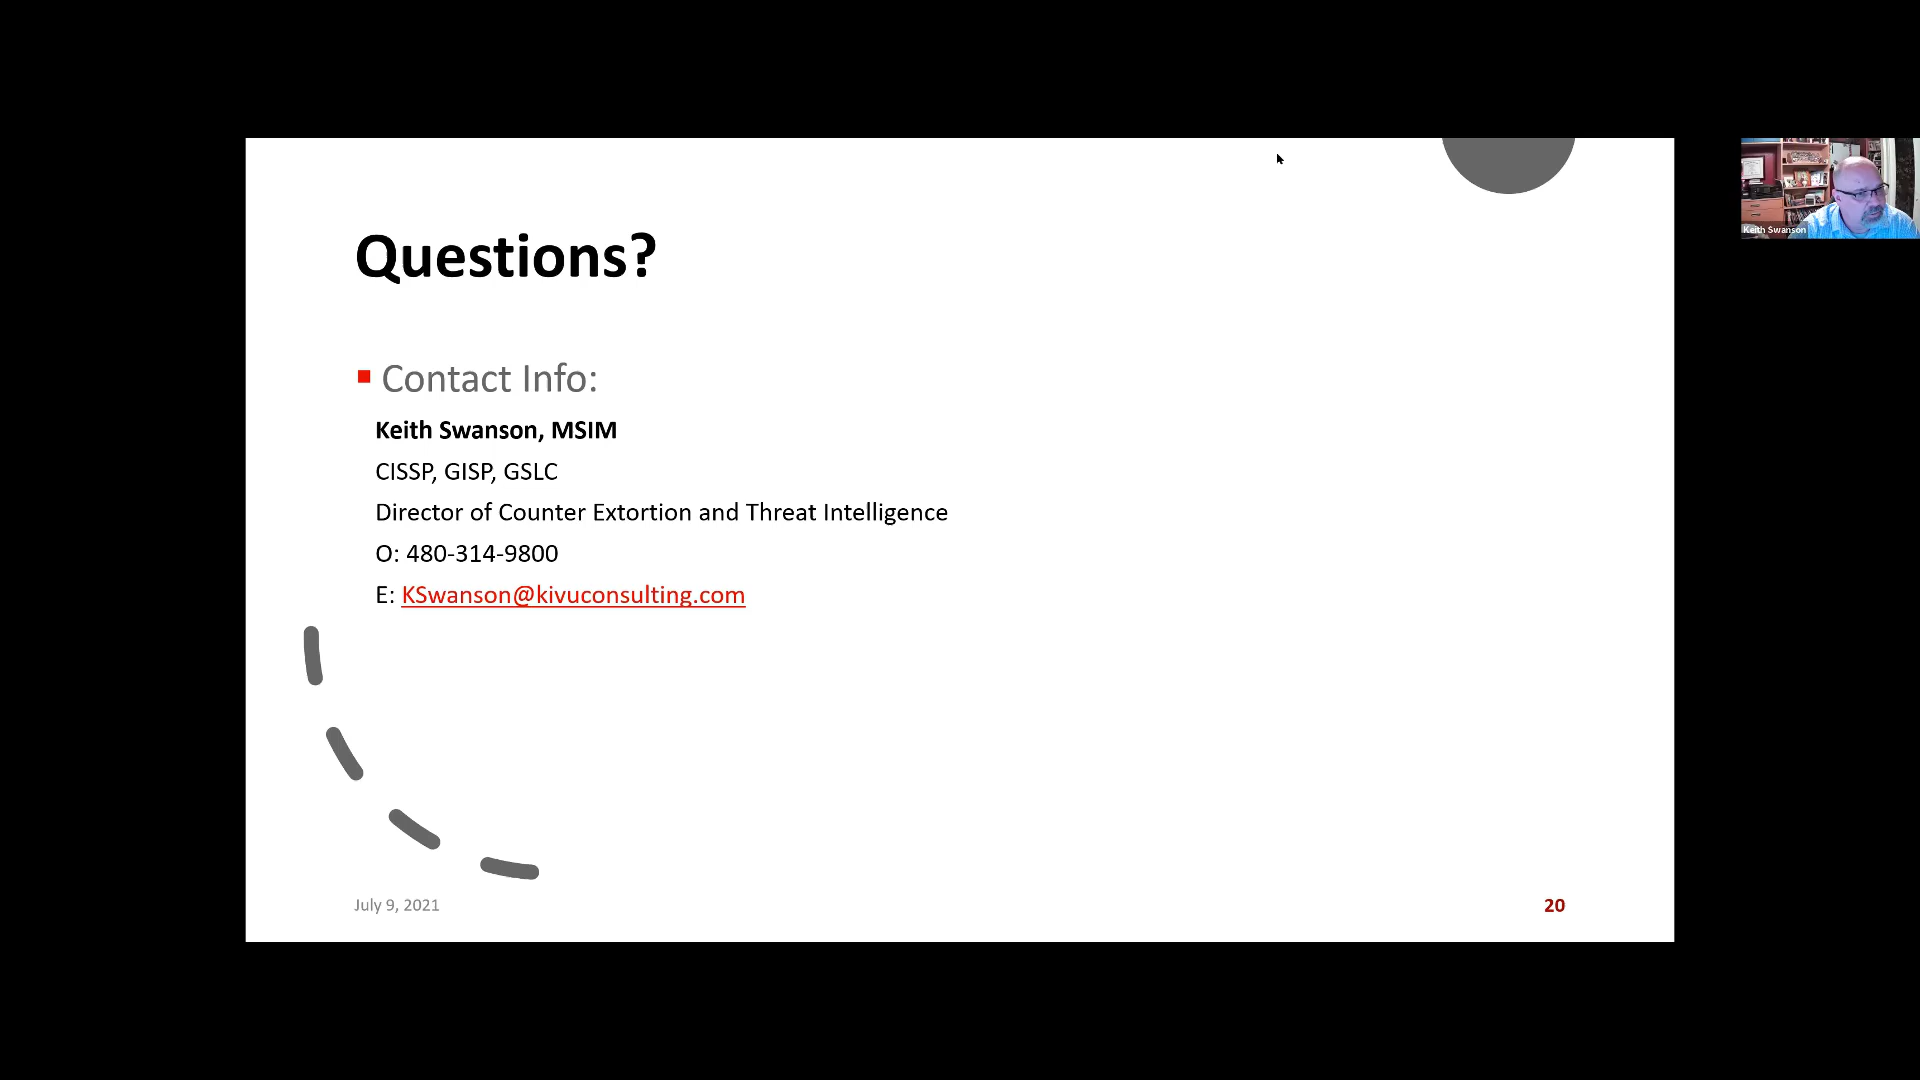 Questions?
Contact Info:
Keith Swanson, MSIM
CISSP, GISP, GSLC
Director of Counter Extortion and Threat Intelligence
O: 480-314-9800
E: KSwanson@kivuconsulting.com
July 9, 2021
20
Keith Swanson